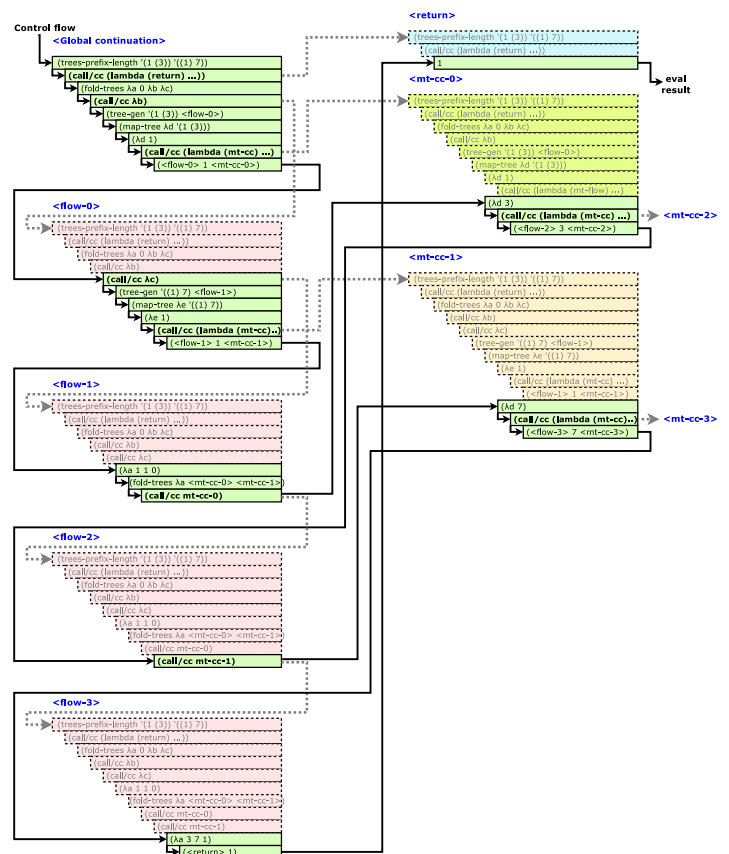 Control flow
<Global continuation>
(trees-prefix-length '(1 (3)) '((1) 7))
(call/cc (lambda (return) ...))
(fold-trees λa 0 λb λc)
(call/cc λb)
(tree-gen '(1 (3)) <flow-0>)
(map-tree λd '(1 (3)))
(λd 1)
(call/cc (lambda (mt-cc) ...)
(<flow-0> 1 <mt-cc-0>)
<flow-0>
(trees-prefix-length '(1 (3)) '((1) 7))
(call/cc (lambda (return) ...))
(fold-trees λa 0 λb λc)
(call/cc λb)
(call/cc λc)
(tree-gen '((1) 7) <flow-1>)
(map-tree λe '((1) 7))
(λe 1)
(call/cc (lambda (mt-cc)..)
(<flow-1> 1 <mt-cc-1>)
<flow-1>
(trees-prefix-length '(1 (3)) '((1) 7))
(call/cc (lambda (return) ...))
(fold-trees λa 0 λb λc)
(call/cc λb)
(call/cc λc)
(λa 1 1 0)
(fold-trees λa <mt-cc-0> <mt-cc-1>)
(call/cc mt-cc-0)
<flow-2>
(trees-prefix-length '(1 (3)) '((1) 7))
(call/cc (lambda (return) ...))
(fold-trees λa 0 λb λc)
(call/cc λb)
(call/cc λc)
(λa 1 1 0)
(fold-trees λa <mt-cc-0> <mt-cc-1>)
(call/cc mt-cc-0)
(call/cc mt-cc-1)
<flow-3>
(trees-prefix-length '(1 (3)) '((1) 7))
(call/cc (lambda (return) ...))
(fold-trees λa 0 λb λc)
(call/cc λb)
(call/cc λc)
(λa 1 1 0)
(fold-trees λa <mt-cc-0> <mt-cc-1>)
(call/cc mt-cc-0)
(call/cc mt-cc-1)
(λa 3 7 1)
(<return> 1)
<return>
(trees-prefix-length '(1 (3)) '((1) 7))
(call/cc (lambda (return) ...))
1
eval
result
<mt-cc-0>
(trees-prefix-length '(1 (3)) '((1) 7))
(call/cc (lambda (return) ...))
(fold-trees λa 0 λb λc)
(call/cc λb)
(tree-gen '(1 (3)) <flow-0>)
(map-tree λd '(1 (3)))
(λd 1)
(call/cc (lambda (mt-flow) ...)
(λd 3)
(call/cc (lambda (mt-cc) ...)
<mt-cc-2>
(<flow-2> 3 <mt-cc-2>)
<mt-cc-1>
(trees-prefix-length '(1 (3)) '((1) 7))
(call/cc (lambda (return) ...))
(fold-trees λa 0 λb λc)
(call/cc λb)
(call/cc λc)
(tree-gen '((1) 7) <flow-1>)
(map-tree λe '((1) 7))
(λe 1)
(call/cc (lambda (mt-cc) ...)
(<flow-1> 1 <mt-cc-1>)
(λd 7)
(call/cc (lambda (mt-cc)..)
<mt-cc-3>
(<flow-3> 7 <mt-cc-3>)